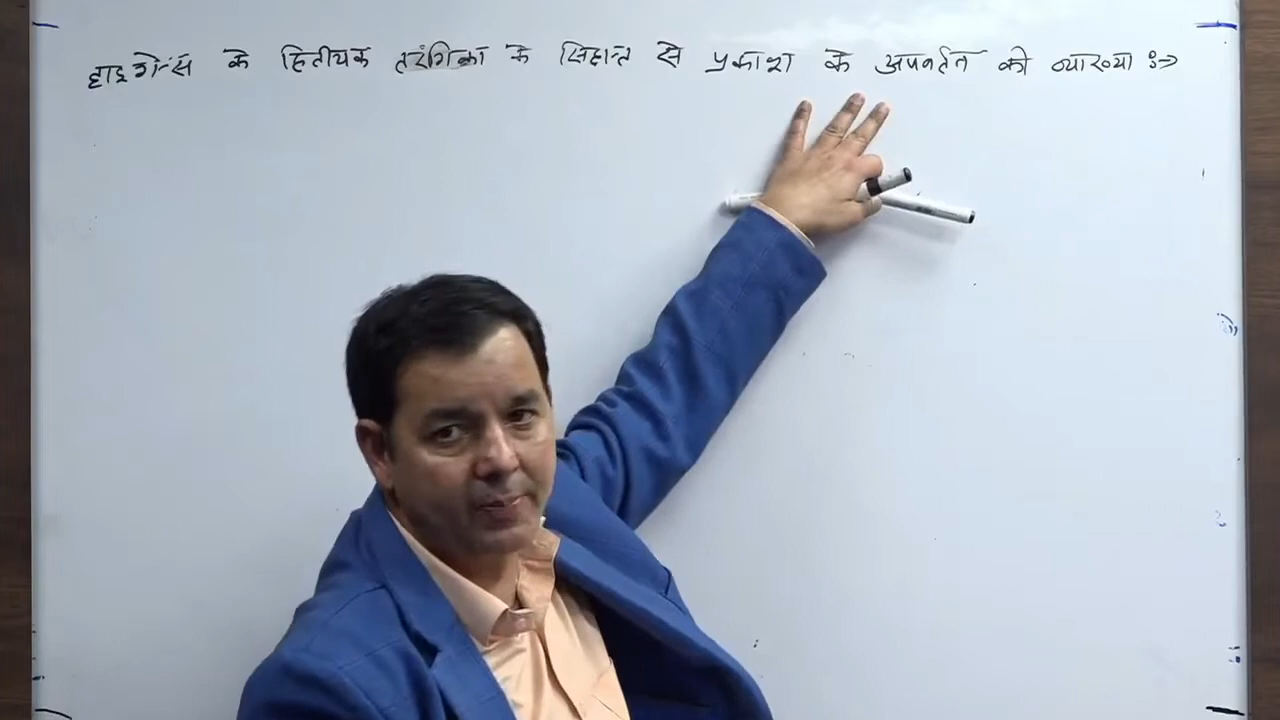 हाइगेन्स के द्वितीयक तरंगिका के सिद्धान्त से प्रकाश के अपवर्तन की व्याख्या :→